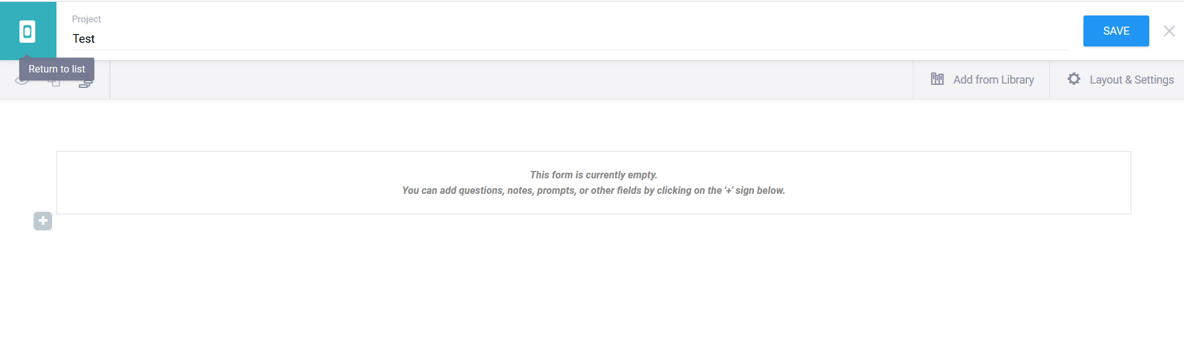 Project
Test
SAVE
Return to list
Add from Library
Layout & Settings
This form is currently empty.
You can add questions, notes, prompts, or other fields by clicking on the '+' sign below.